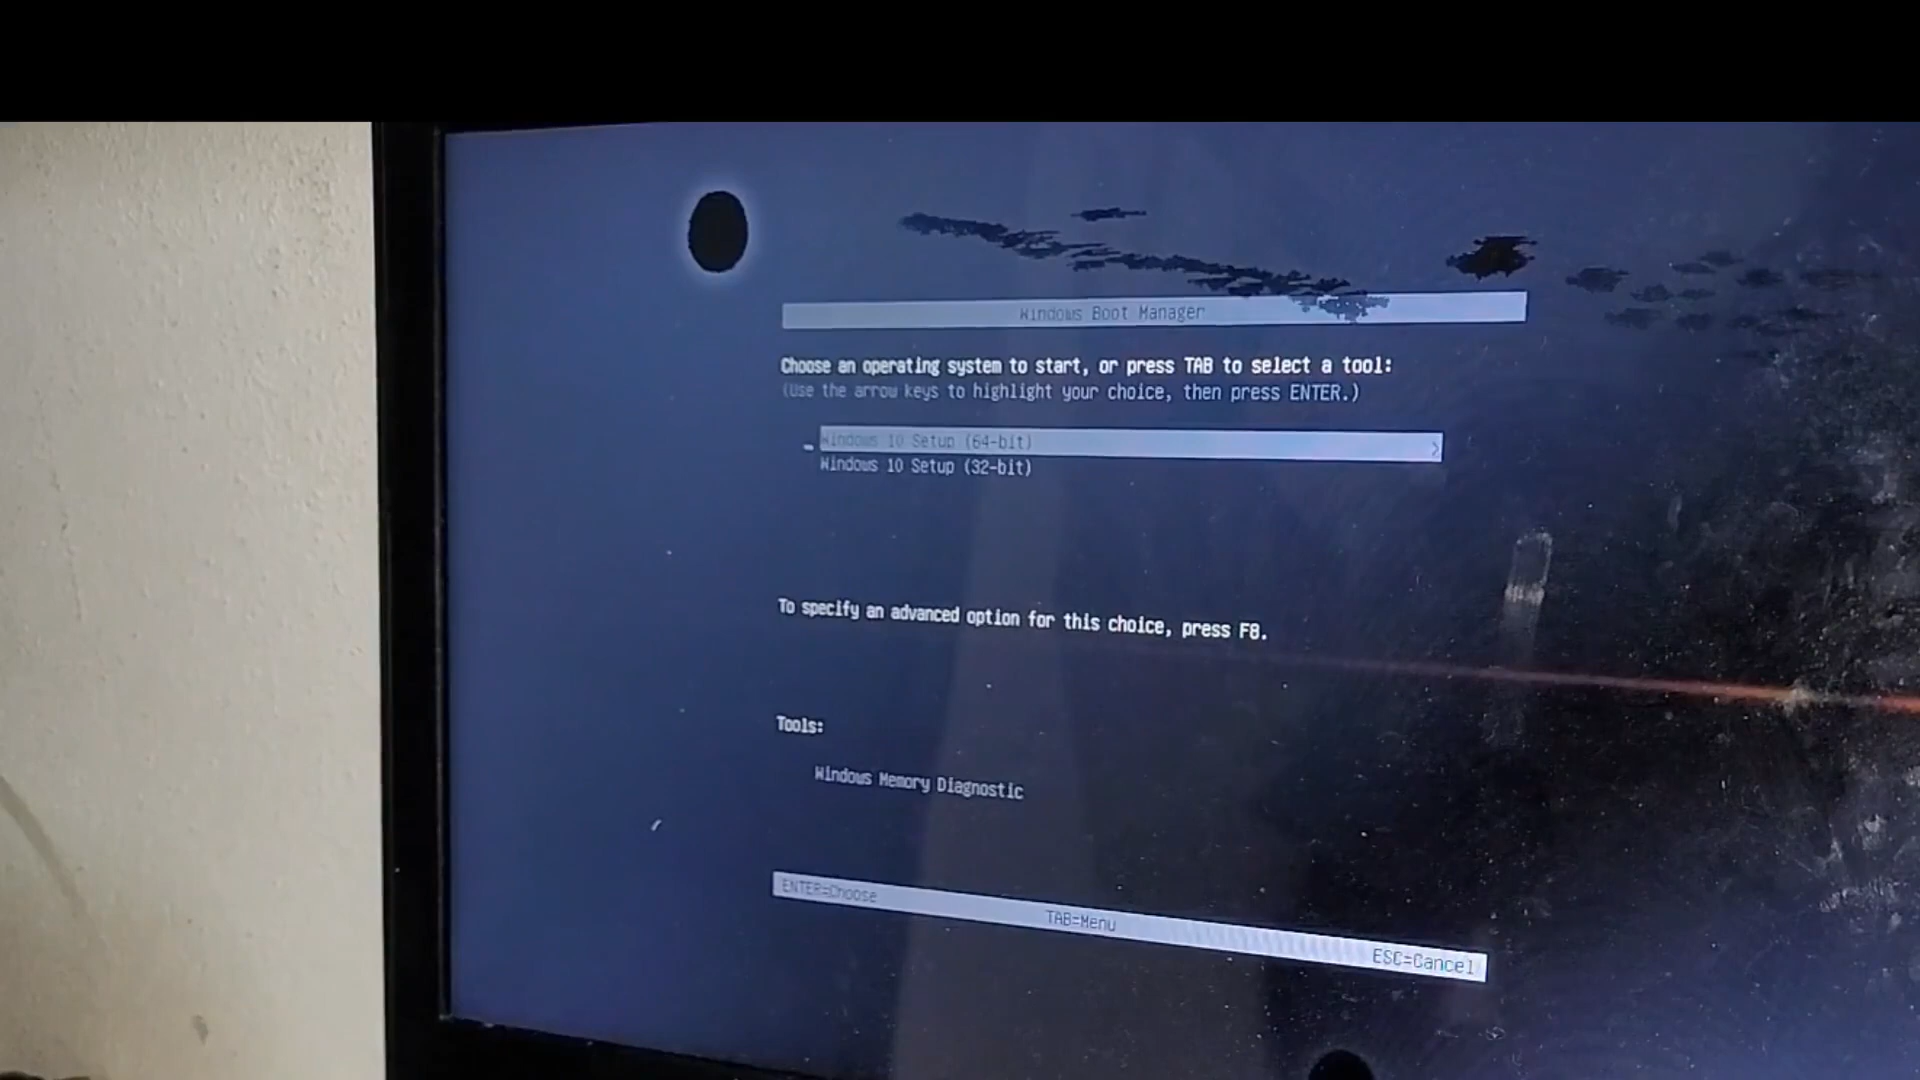 Windows Boot Manager
Choose an operating system to start, or press TAB to select a tool:
(Use the arrow keys to highlight your choice, then press ENTER.)
Windows 10 Setup (64-bit) >
Windows 10 Setup (32-bit)
To specify an advanced option for this choice, press F8.
Tools:
Windows Memory Diagnostic
ENTER=Choose TAB=Menu ESC=Cancel